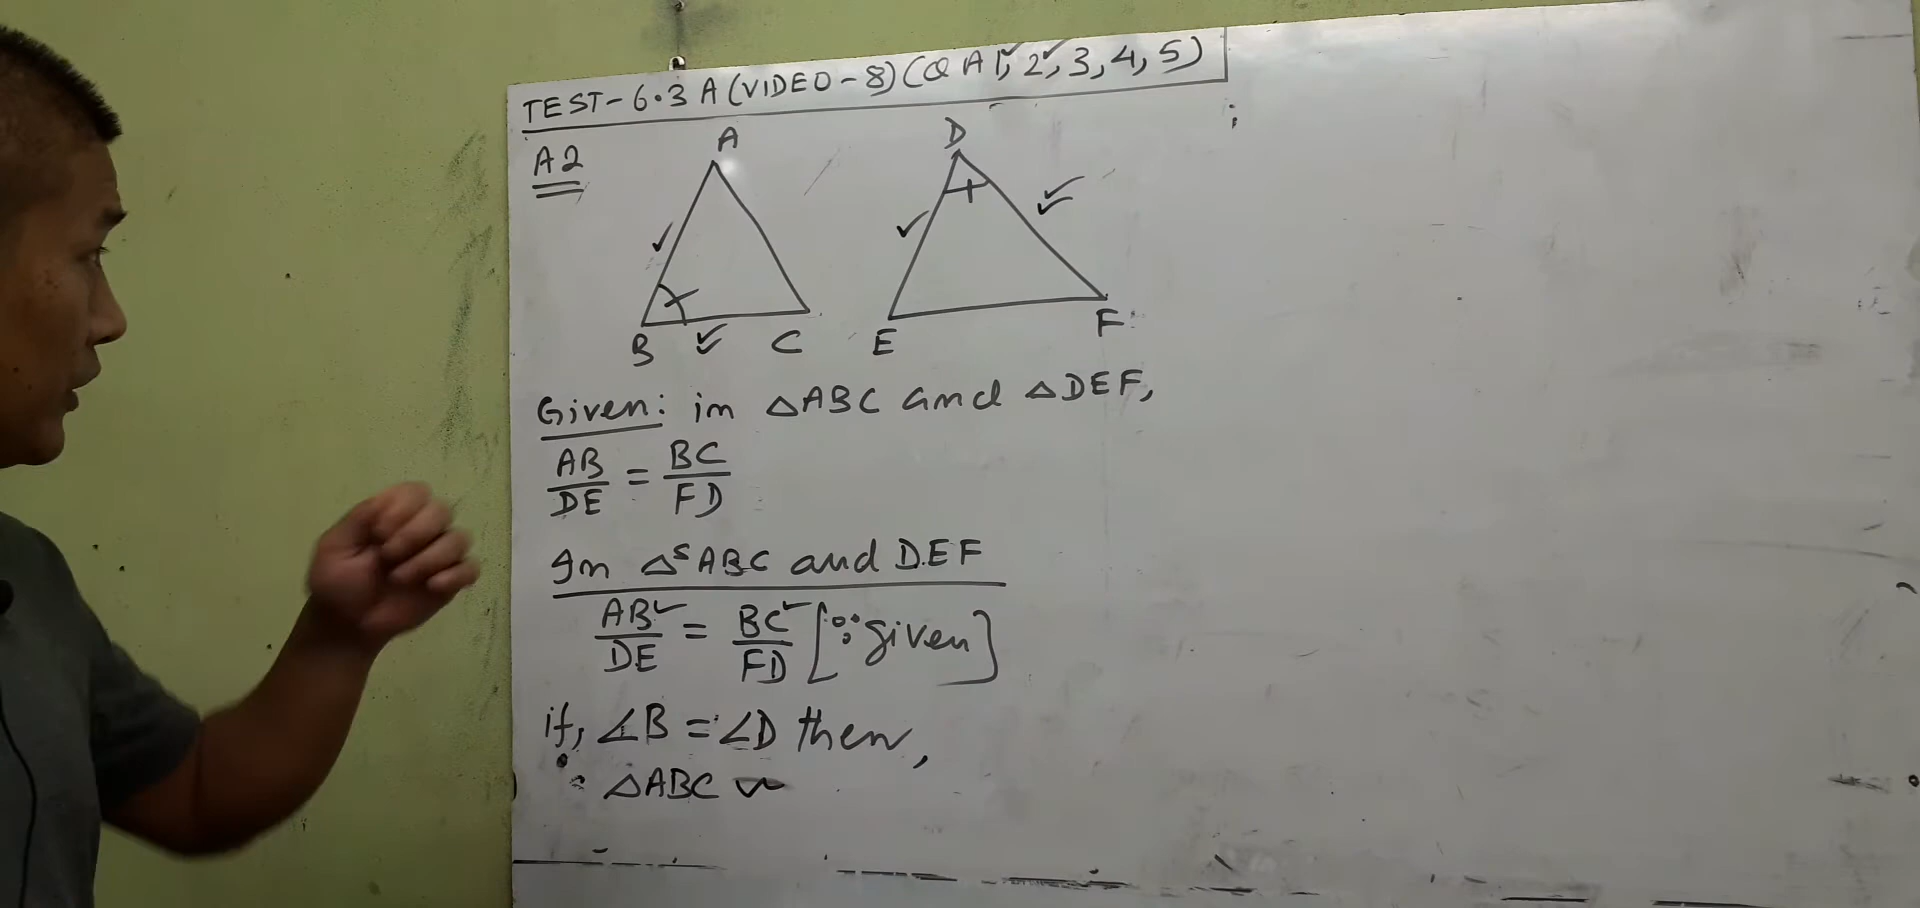 TEST-6.3 A (VIDEO-8) (Q A 1, 2, 3, 4, 5)
A2
A
D
B
C
E
F
Given: in △ABC and △DEF,
AB/DE = BC/FD
In △ˢ ABC and DEF
AB/DE = BC/FD [∵ given]
if, ∠B = ∠D then,
∴ △ABC ~